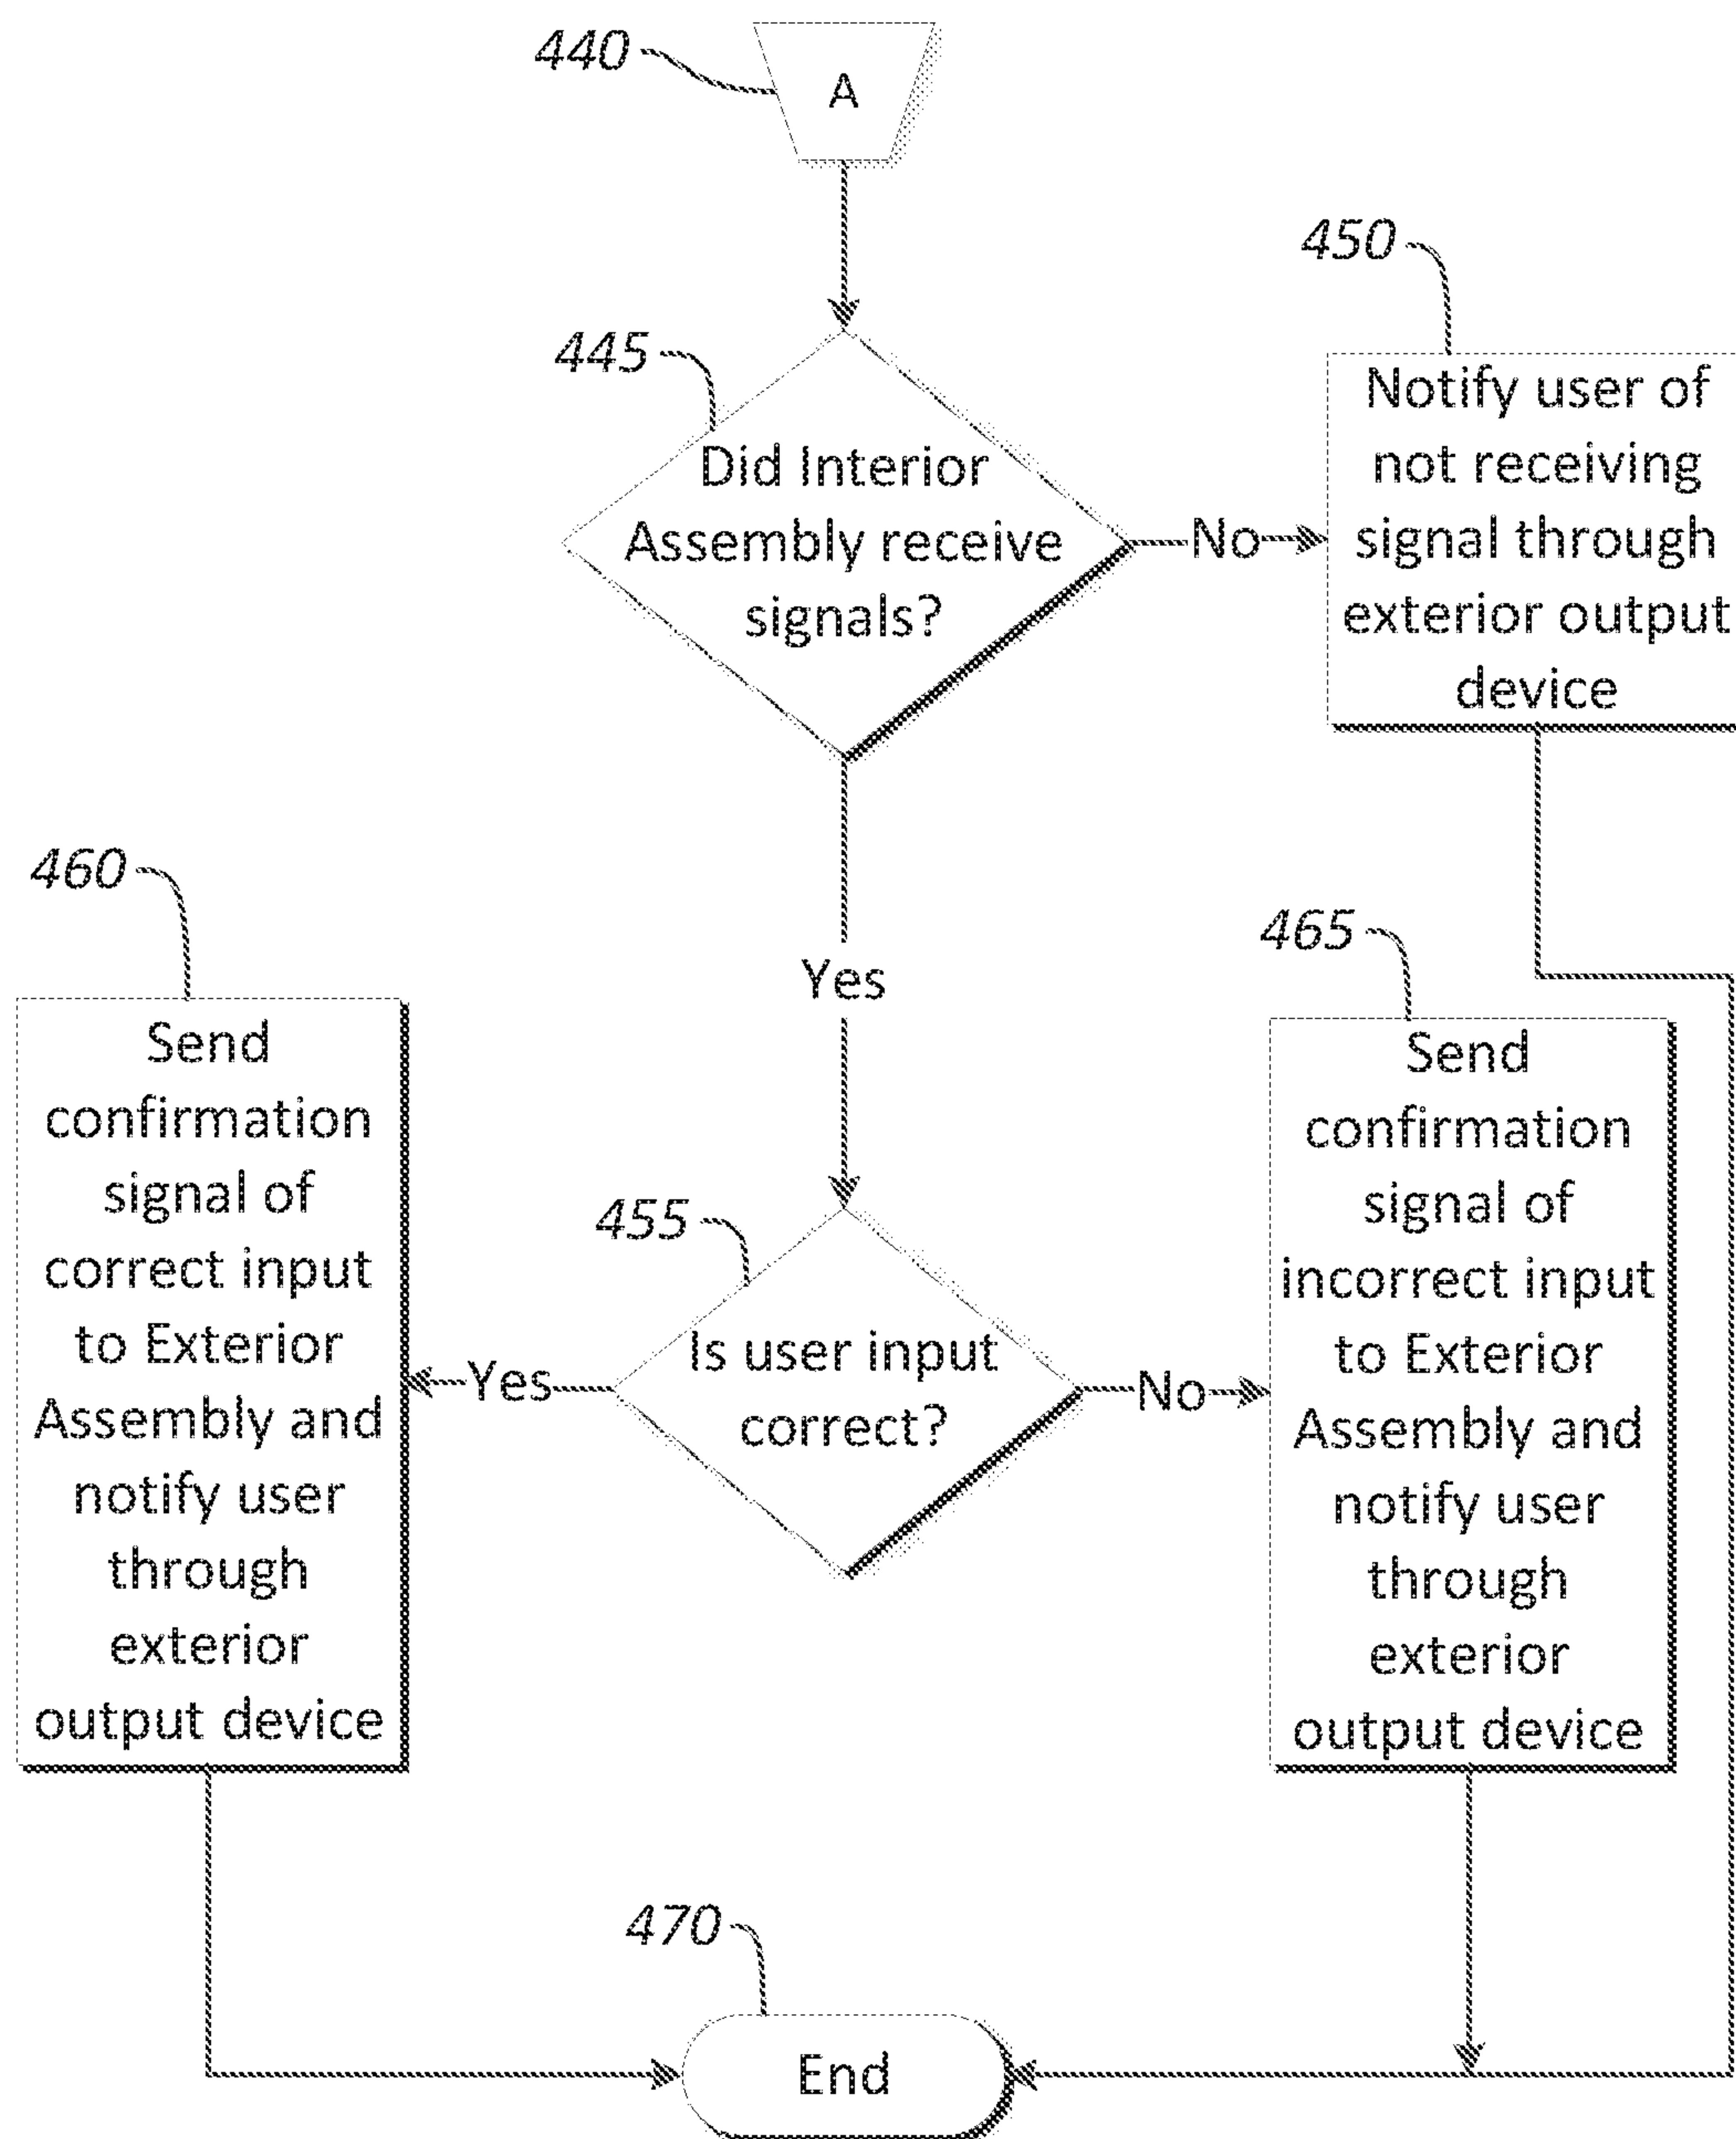 440
A
445
Did Interior
Assembly receive
signals?
No
450
Notify user of
not receiving
signal through
exterior output
device
Yes
455
Is user input
correct?
Yes
460
Send
confirmation
signal of
correct input
to Exterior
Assembly and
notify user
through
exterior
output device
No
465
Send
confirmation
signal of
incorrect input
to Exterior
Assembly and
notify user
through
exterior
output device
470
End